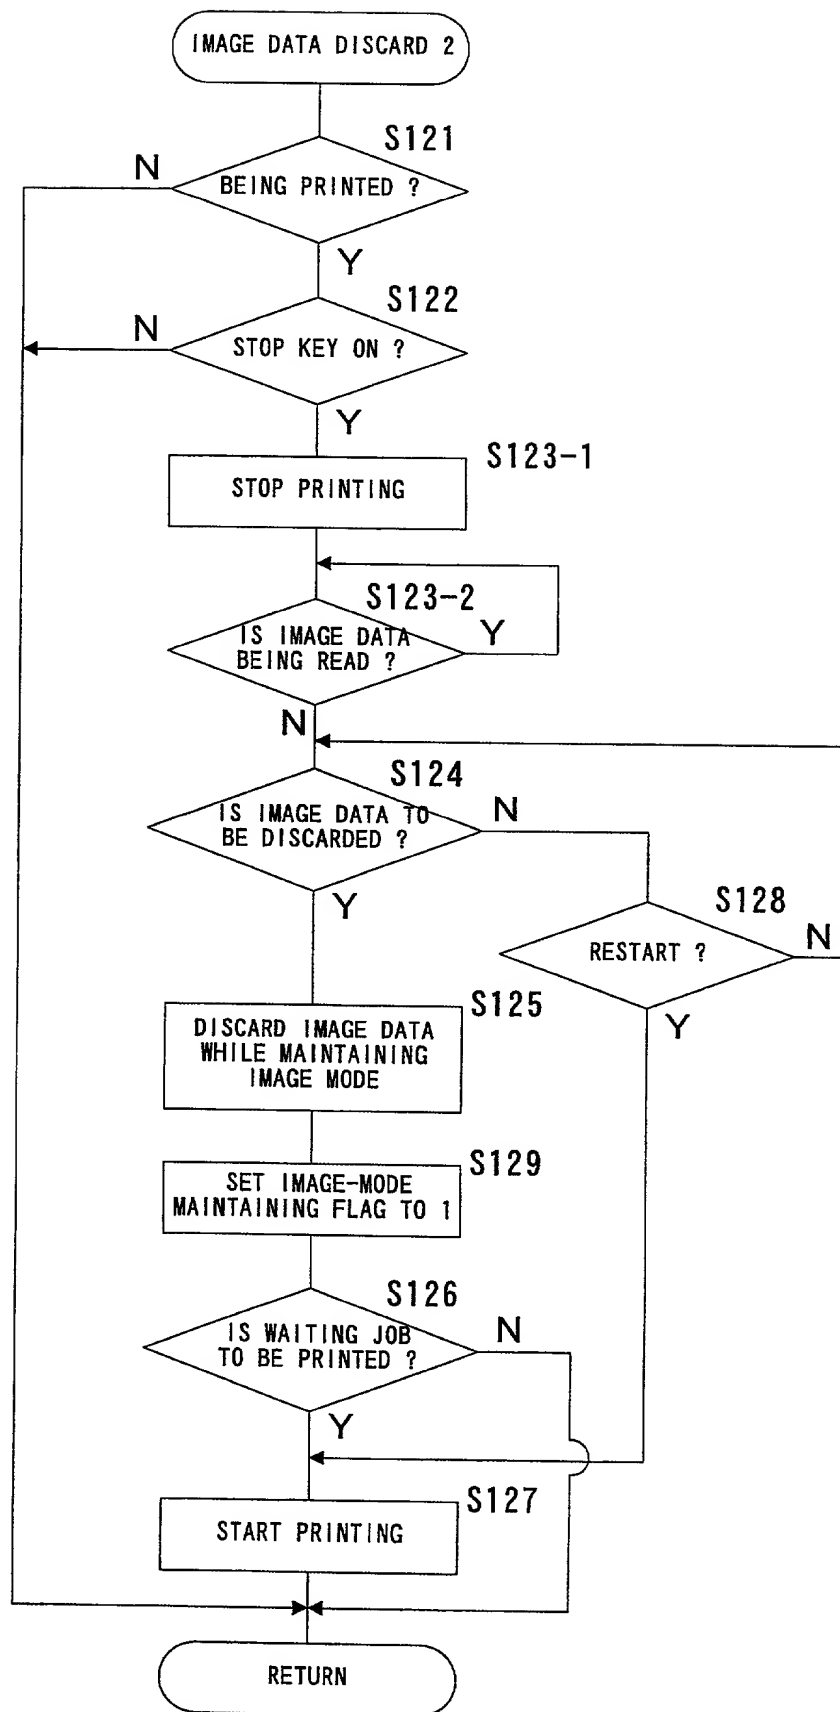 IMAGE DATA DISCARD 2
S121
N
BEING PRINTED ?
Y
S122
N
STOP KEY ON ?
Y
S123-1
STOP PRINTING
S123-2
IS IMAGE DATA
BEING READ ?
Y
N
S124
IS IMAGE DATA TO
BE DISCARDED ?
N
Y
S128
RESTART ?
N
Y
S125
DISCARD IMAGE DATA
WHILE MAINTAINING
IMAGE MODE
S129
SET IMAGE-MODE
MAINTAINING FLAG TO 1
S126
IS WAITING JOB
TO BE PRINTED ?
N
Y
S127
START PRINTING
RETURN